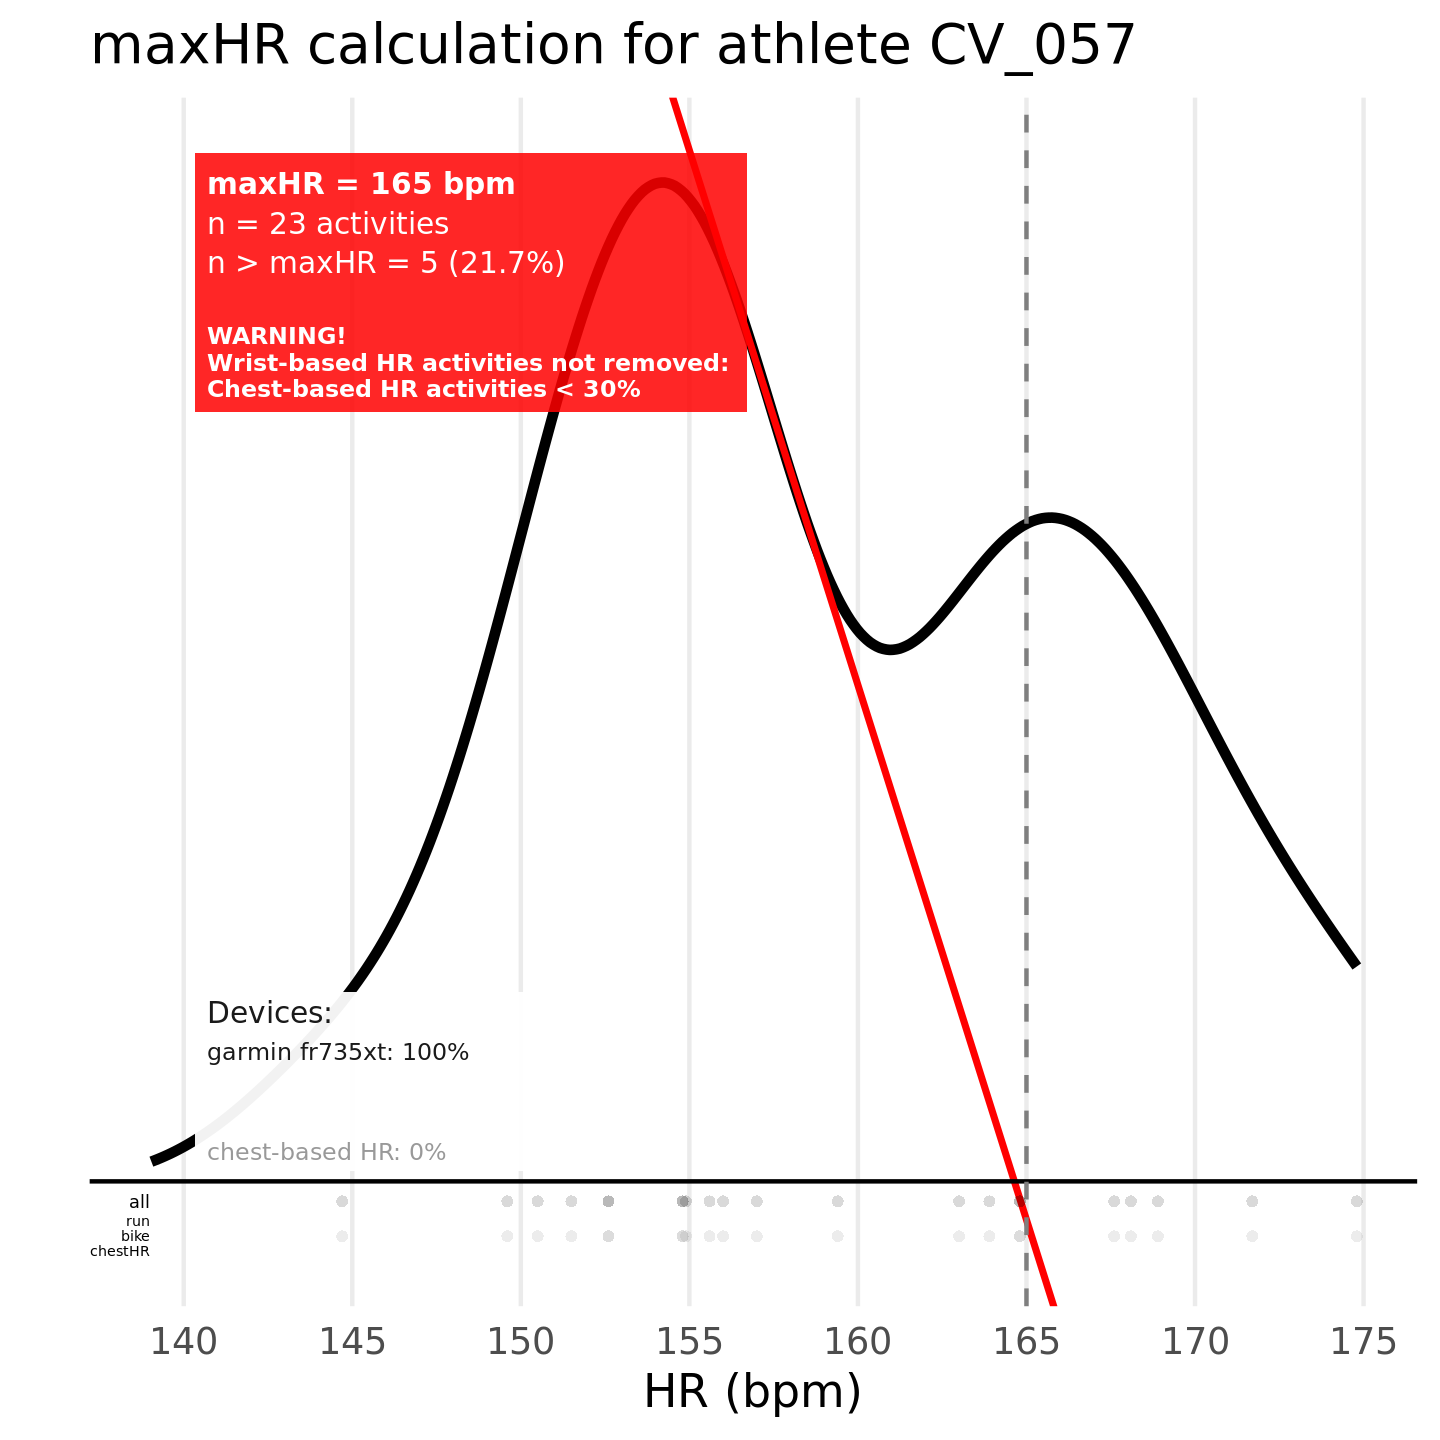 maxHR calculation for athlete CV_057
maxHR = 165 bpm
n = 23 activities
n > maxHR = 5 (21.7%)
WARNING!
Wrist-based HR activities not removed:
Chest-based HR activities < 30%
Devices:
garmin fr735xt: 100%
chest-based HR: 0%
all
run
bike
chestHR
140 145 150 155 160 165 170 175
HR (bpm)